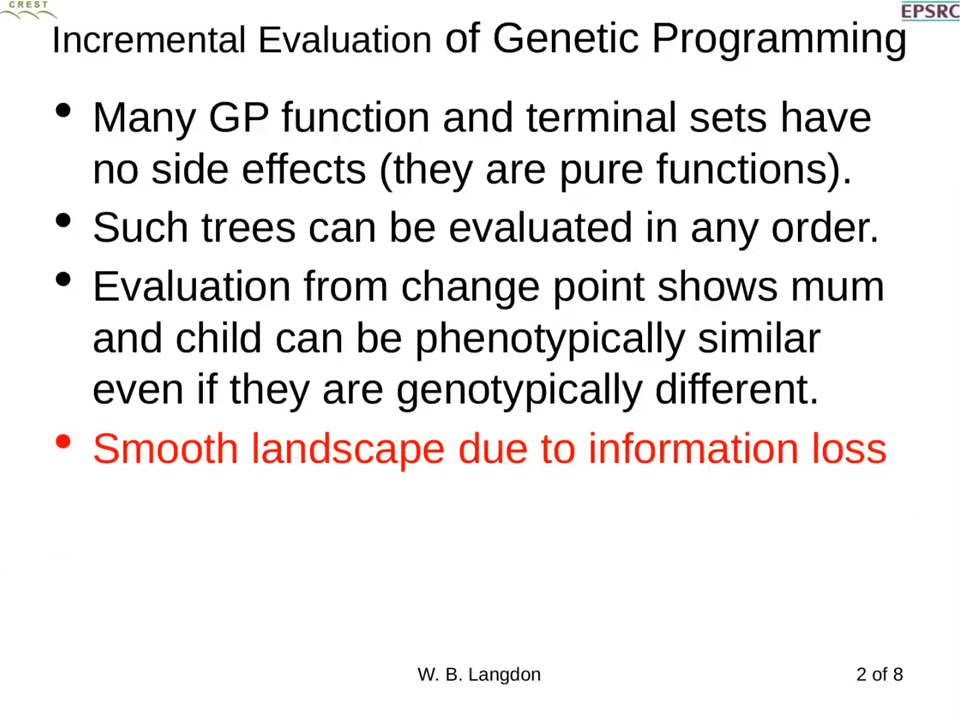 CREST
EPSRC
Incremental Evaluation of Genetic Programming
• Many GP function and terminal sets have
no side effects (they are pure functions).
• Such trees can be evaluated in any order.
• Evaluation from change point shows mum
and child can be phenotypically similar
even if they are genotypically different.
• Smooth landscape due to information loss
W. B. Langdon
2 of 8